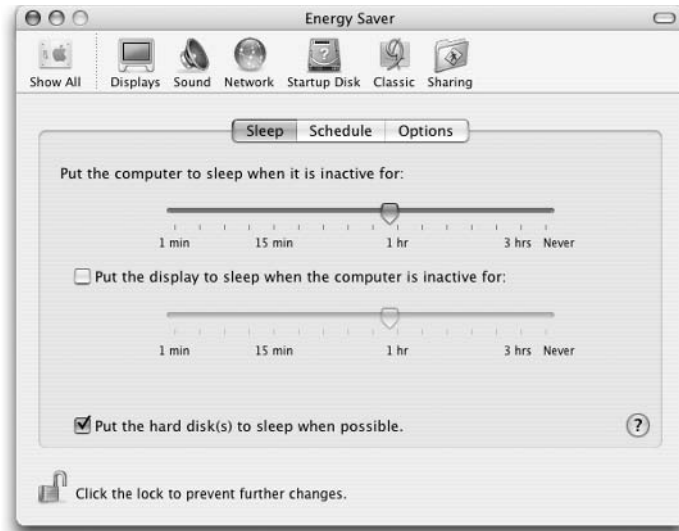 Energy Saver
Show All Displays Sound Network Startup Disk Classic Sharing
Sleep Schedule Options
Put the computer to sleep when it is inactive for:
1 min 15 min 1 hr 3 hrs Never
Put the display to sleep when the computer is inactive for:
1 min 15 min 1 hr 3 hrs Never
Put the hard disk(s) to sleep when possible. ?
Click the lock to prevent further changes.